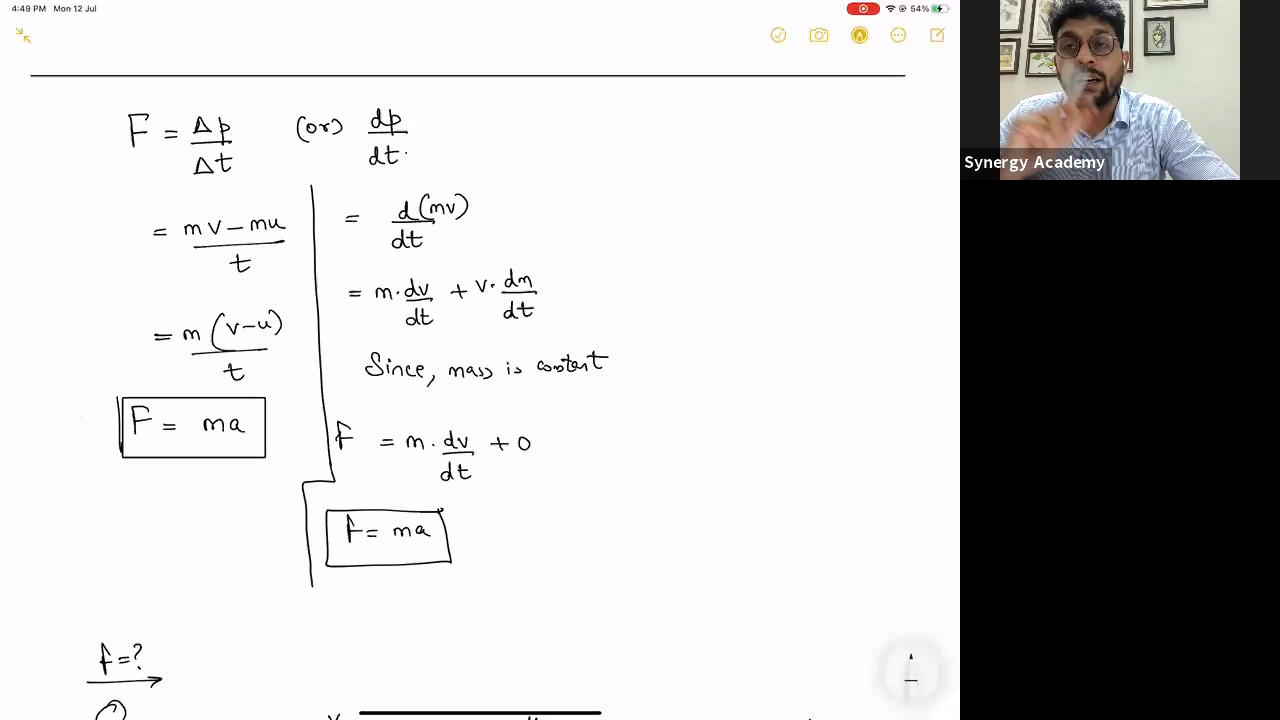 4:49 PM Mon 12 Jul
54%
Synergy Academy
F = Δp/Δt (or) dp/dt.
= mv-mu/t
= m(v-u)/t
F = ma
= d(mv)/dt
= m·dv/dt + v·dm/dt
Since, mass is constant
F = m·dv/dt + 0
F = ma
F=?